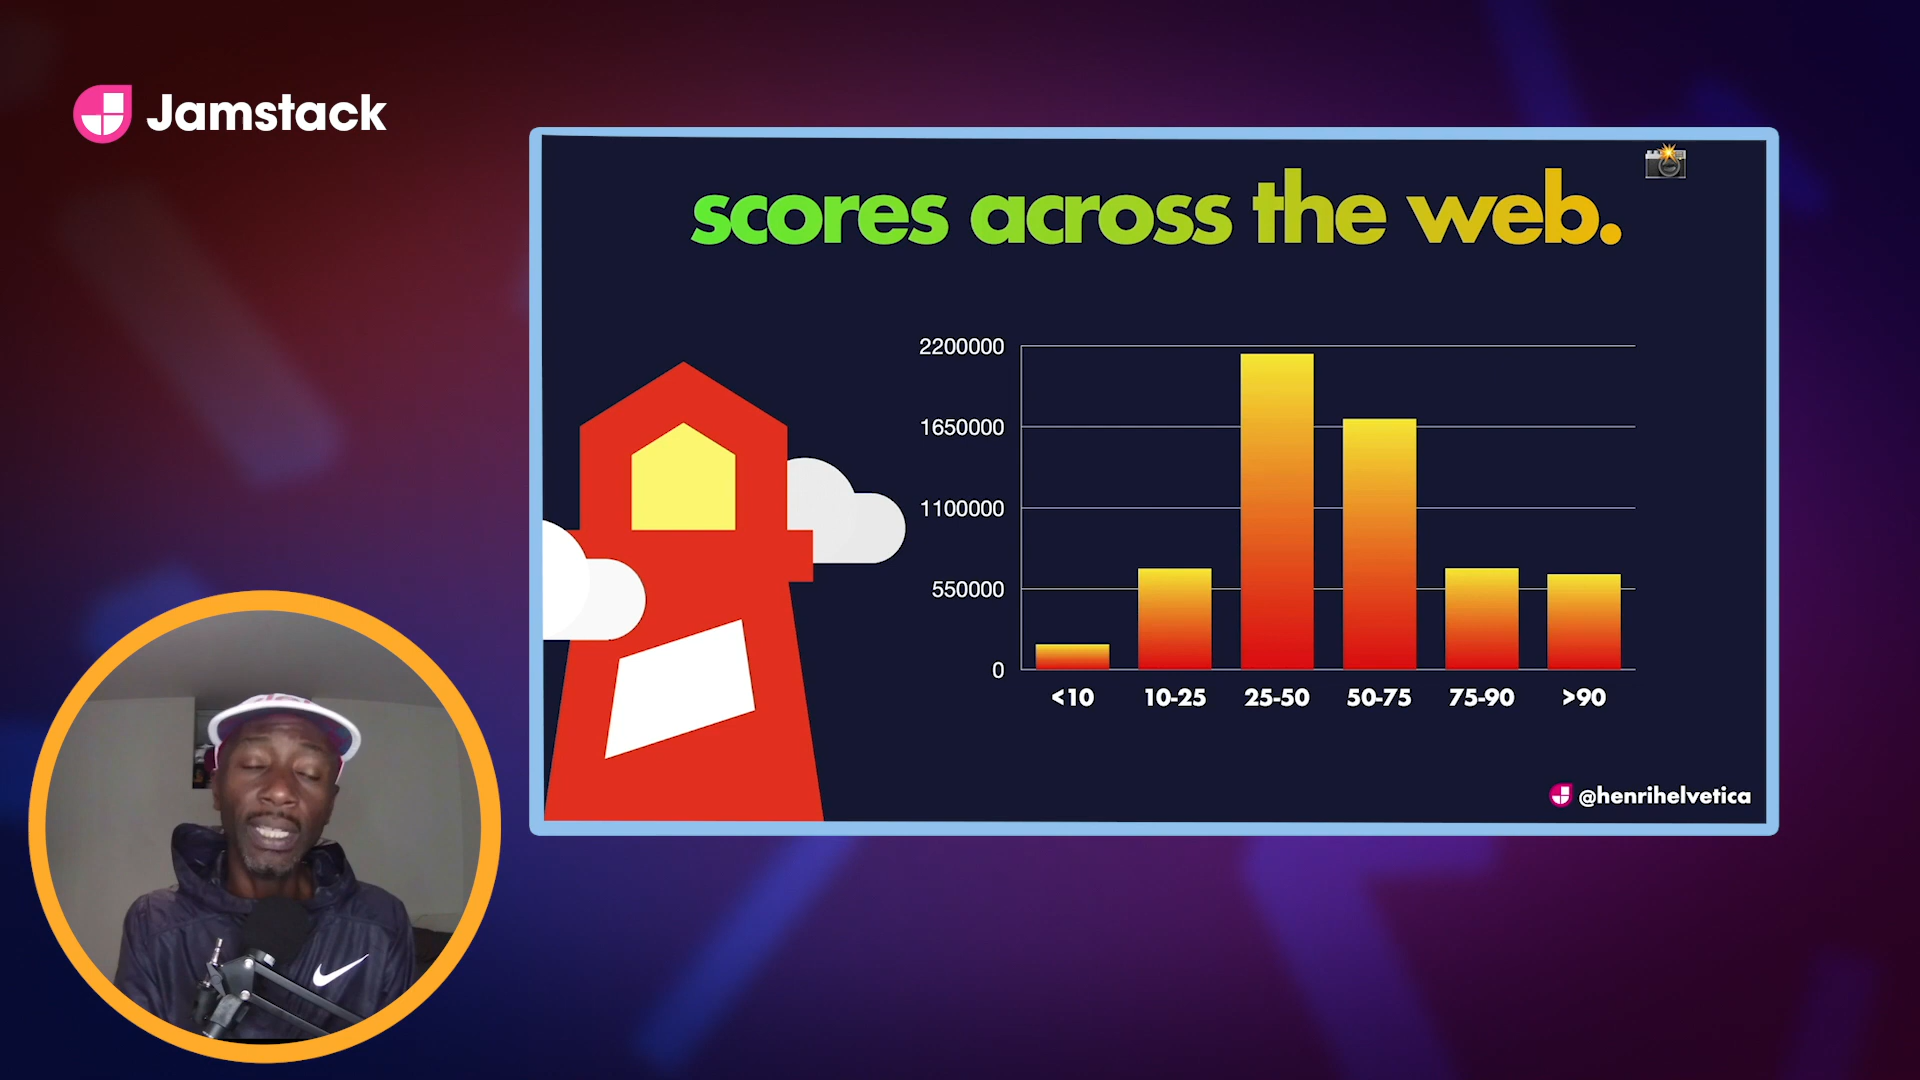 Jamstack
scores across the web.
2200000
1650000
1100000
550000
0
<10 10-25 25-50 50-75 75-90 >90
@henrihelvetica